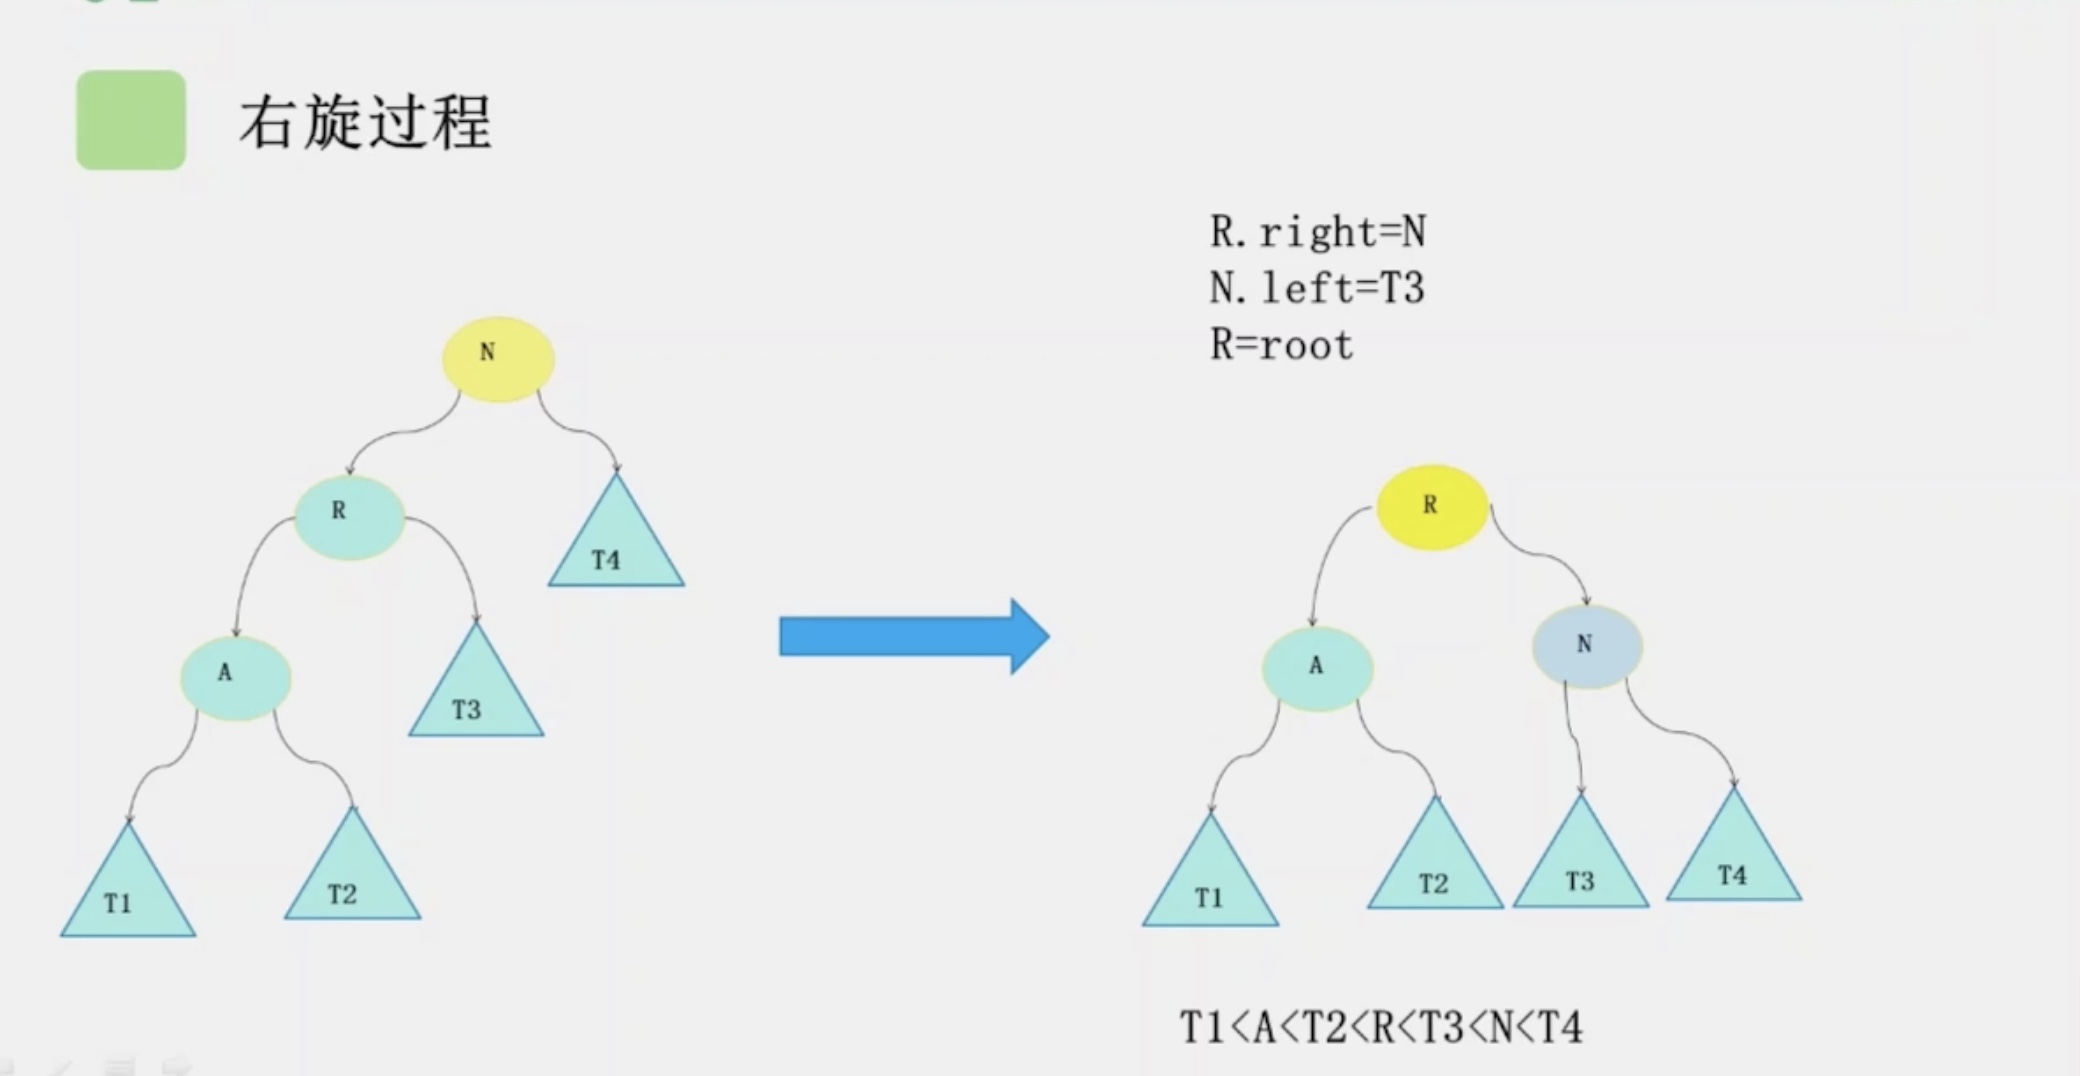 右旋过程
R.right=N
N.left=T3
R=root
N
R
T4
A
T3
T1
T2
R
A
N
T1
T2
T3
T4
T1<A<T2<R<T3<N<T4